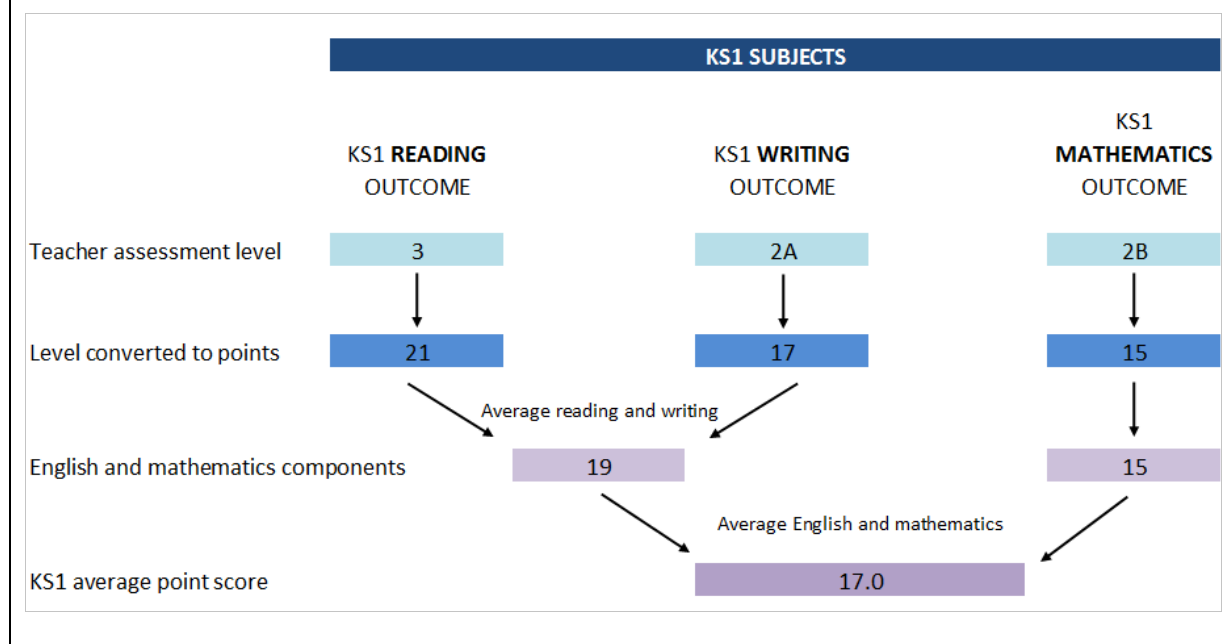 KS1 SUBJECTS
KS1 READING
OUTCOME
KS1 WRITING
OUTCOME
KS1
MATHEMATICS
OUTCOME
Teacher assessment level
3
2A
2B
Level converted to points
21
17
15
Average reading and writing
English and mathematics components
19
15
Average English and mathematics
KS1 average point score
17.0